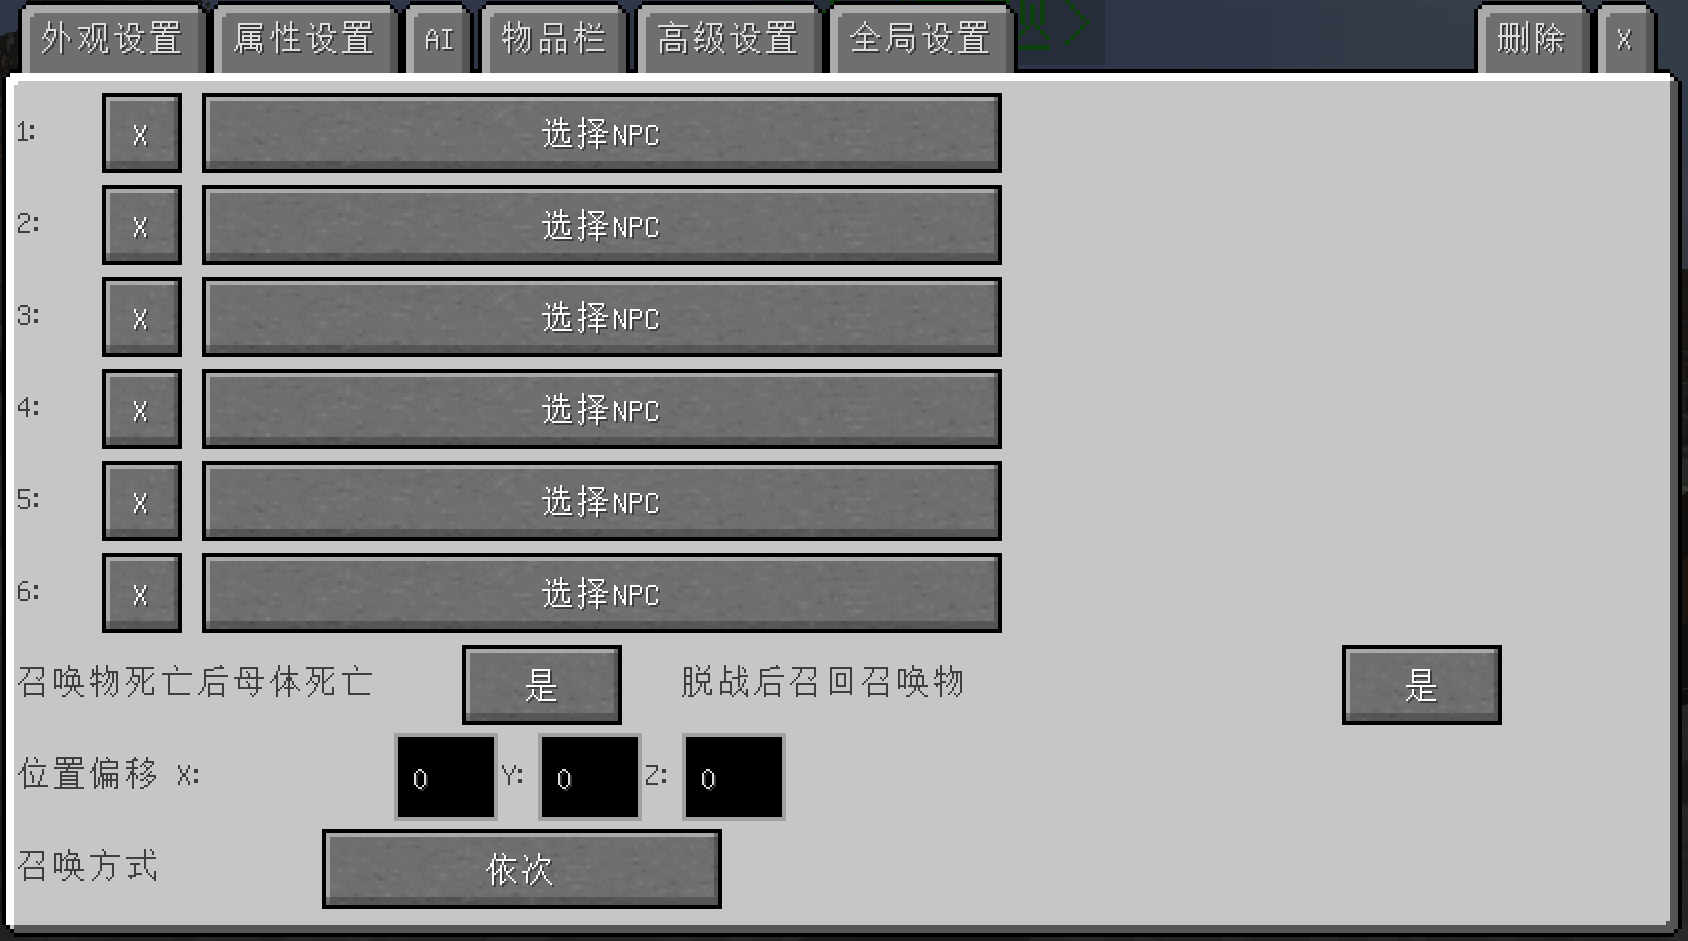 外观设置 属性设置 AI 物品栏 高级设置 全局设置 删除 X
1: X 选择NPC
2: X 选择NPC
3: X 选择NPC
4: X 选择NPC
5: X 选择NPC
6: X 选择NPC
召唤物死亡后母体死亡 是 脱战后召回召唤物 是
位置偏移 X: 0 Y: 0 Z: 0
召唤方式 依次